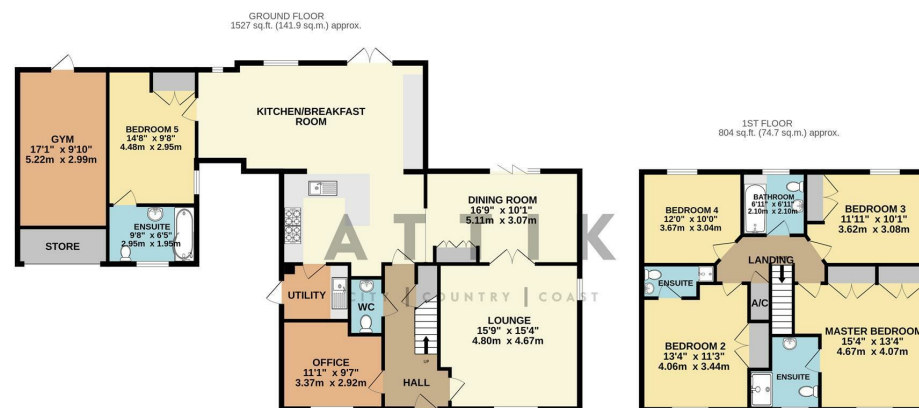 GROUND FLOOR
1527 sq.ft. (141.9 sq.m.) approx.
KITCHEN/BREAKFAST
ROOM
GYM
17'1" x 9'10"
5.22m x 2.99m
BEDROOM 5
14'8" x 9'8"
4.48m x 2.95m
ENSUITE
9'8" x 6'5"
2.95m x 1.95m
STORE
DINING ROOM
16'9" x 10'1"
5.11m x 3.07m
ATTIK
CITY | COUNTRY | COAST
UTILITY
WC
LOUNGE
15'9" x 15'4"
4.80m x 4.67m
OFFICE
11'1" x 9'7"
3.37m x 2.92m
UP
HALL
1ST FLOOR
804 sq.ft. (74.7 sq.m.) approx.
BEDROOM 4
12'0" x 10'0"
3.67m x 3.04m
BATHROOM
6'11" x 6'11"
2.10m x 2.10m
BEDROOM 3
11'11" x 10'1"
3.62m x 3.08m
LANDING
ENSUITE
A/C
BEDROOM 2
13'4" x 11'3"
4.06m x 3.44m
MASTER BEDROOM
15'4" x 13'4"
4.67m x 4.07m
ENSUITE